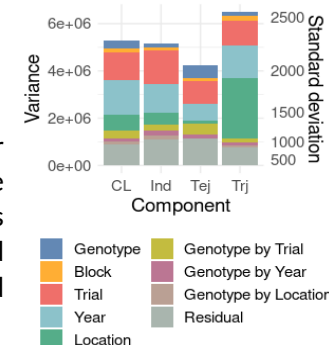 6e+06
4e+06
2e+06
0e+00
Variance
2500
2000
1500
1000
500
Standard deviation
CL Ind Tej Trj
Component
Genotype
Block
Trial
Year
Location
Genotype by Trial
Genotype by Year
Genotype by Location
Residual